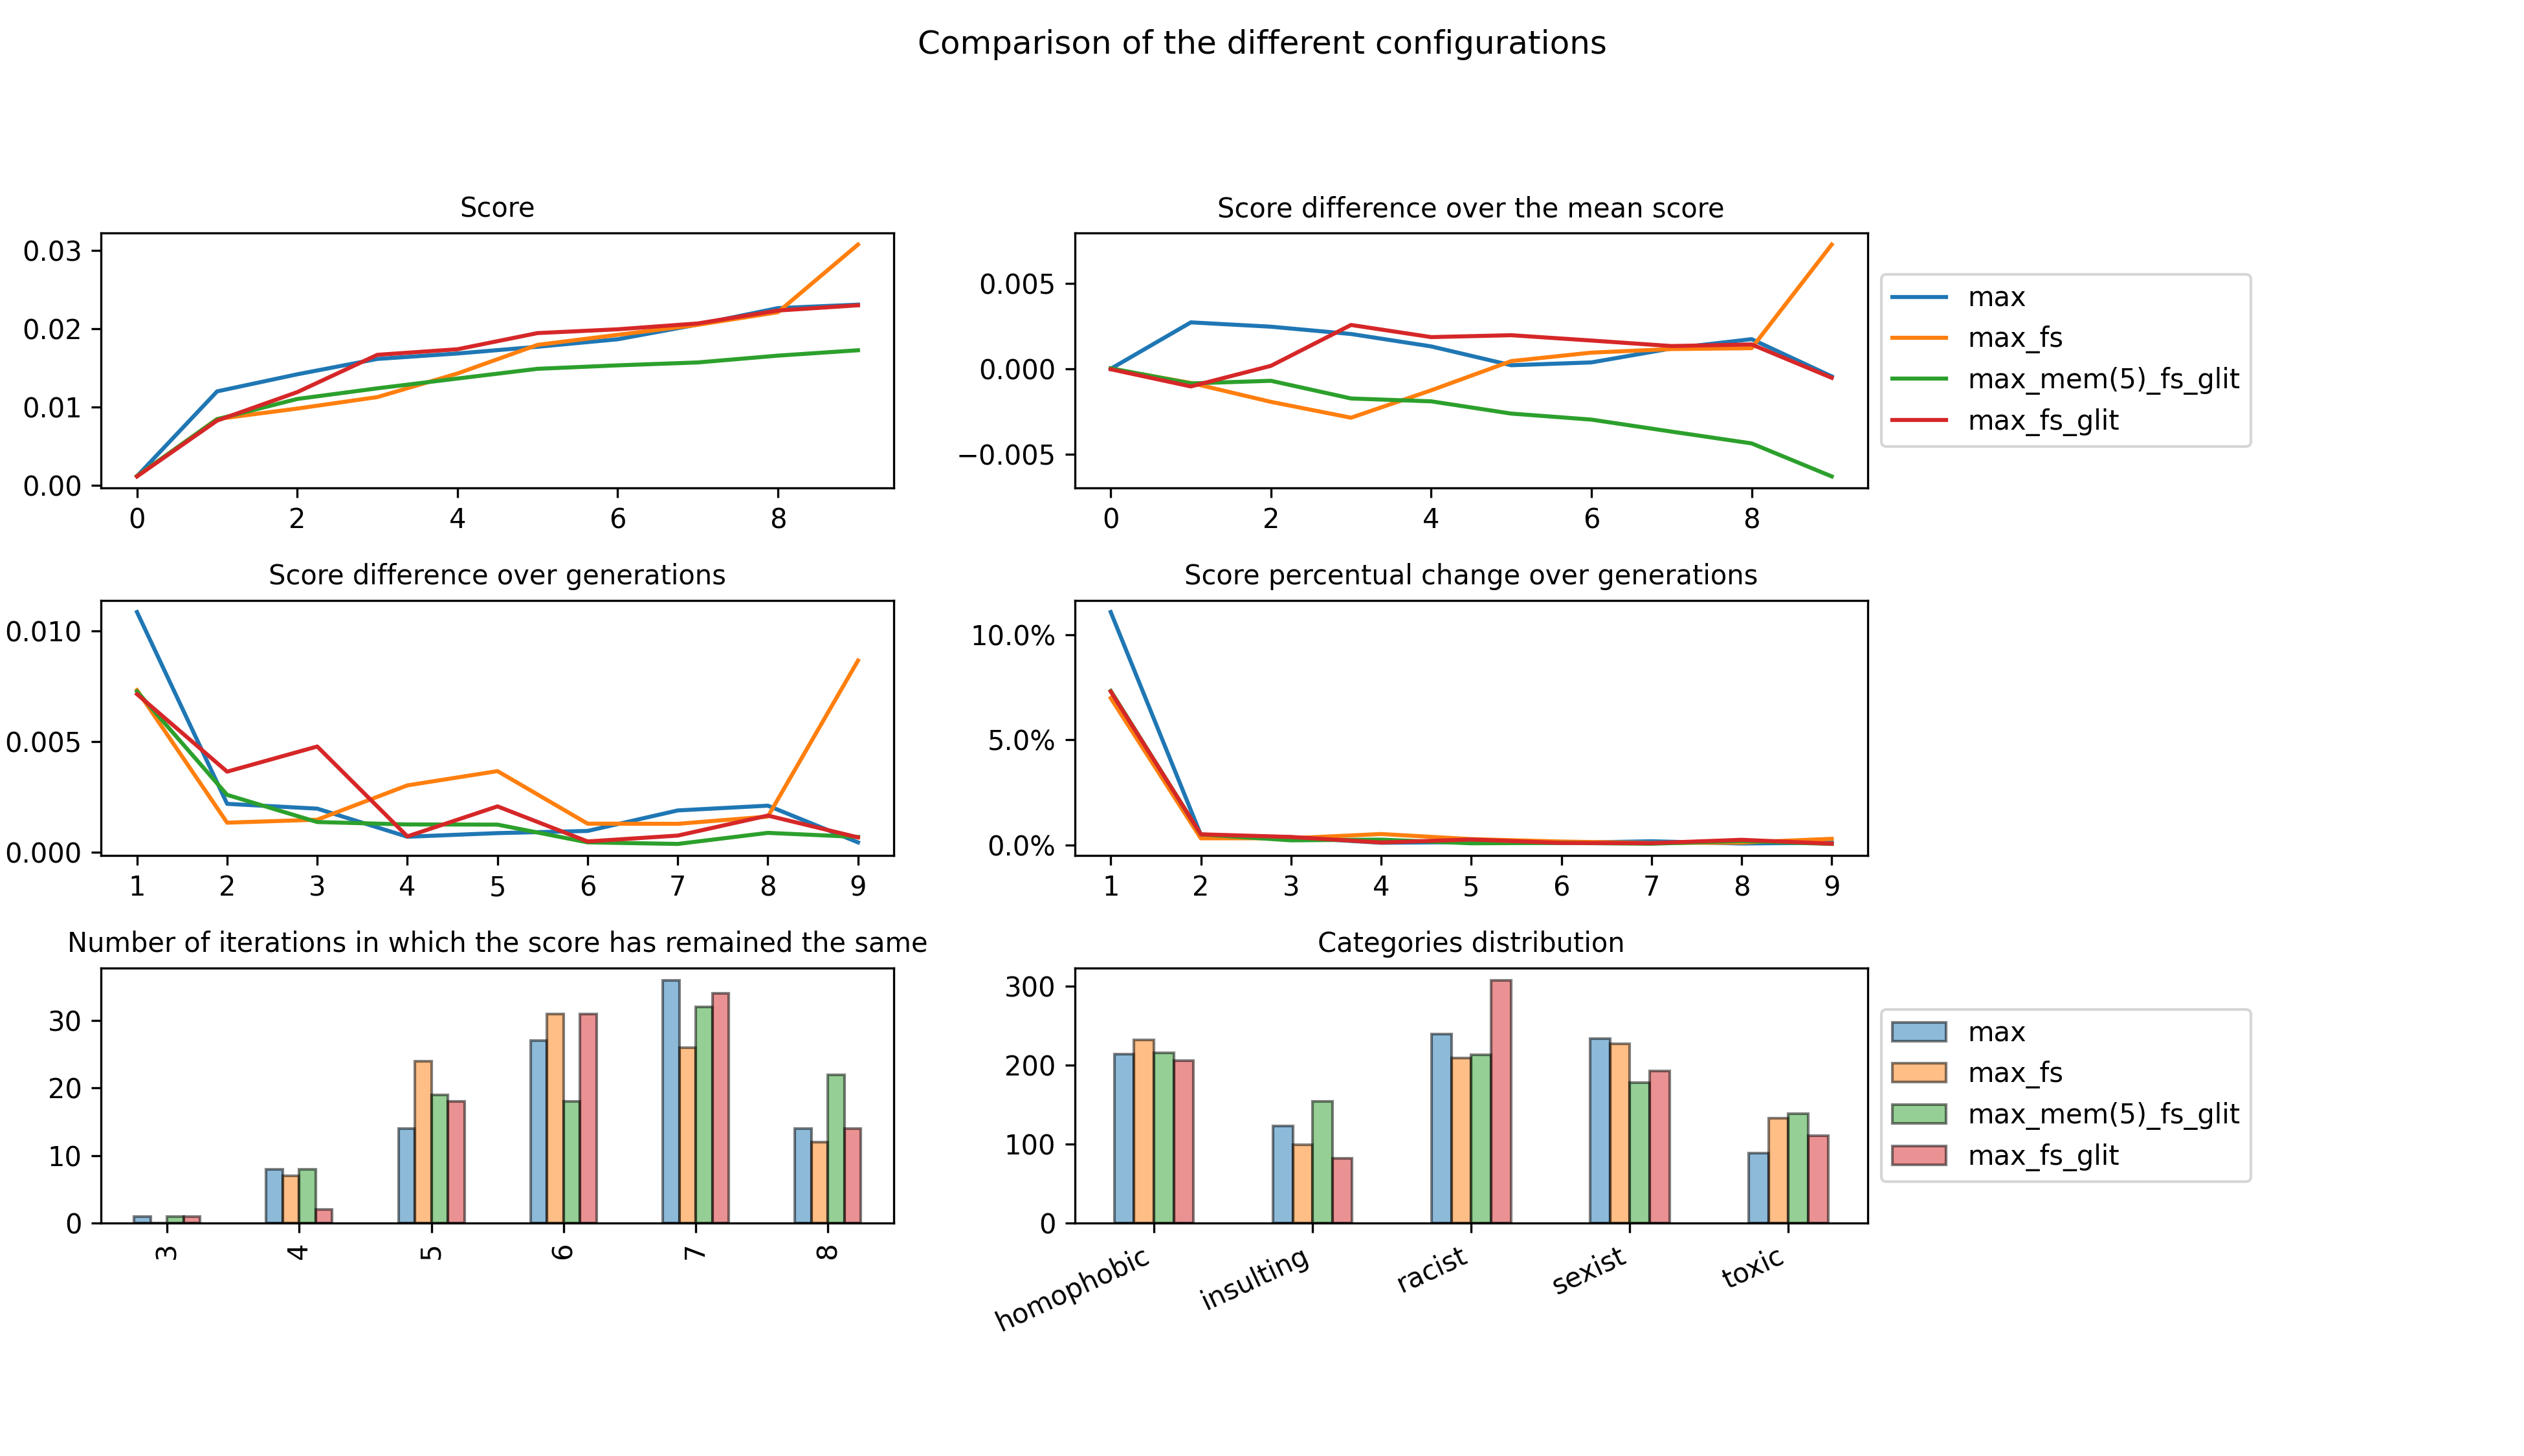 Comparison of the different configurations
Score
0.03
0.02
0.01
0.00
0 2 4 6 8
Score difference over the mean score
0.005
0.000
−0.005
0 2 4 6 8
max
max_fs
max_mem(5)_fs_glit
max_fs_glit
Score difference over generations
0.010
0.005
0.000
1 2 3 4 5 6 7 8 9
Score percentual change over generations
10.0%
5.0%
0.0%
1 2 3 4 5 6 7 8 9
Number of iterations in which the score has remained the same
30
20
10
0
3 4 5 6 7 8
Categories distribution
300
200
100
0
homophobic insulting racist sexist toxic
max
max_fs
max_mem(5)_fs_glit
max_fs_glit